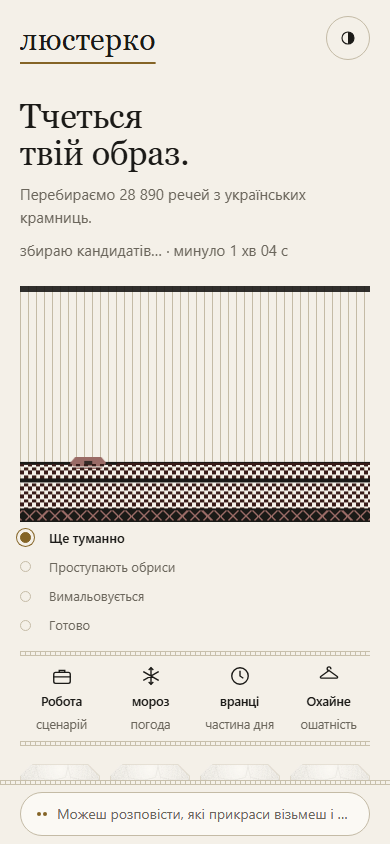 люстерко
Тчеться
твій образ.
Перебираємо 28 890 речей з українських
крамниць.
збираю кандидатів... · минуло 1 хв 04 с
Ще туманно
Проступають обриси
Вимальовується
Готово
Робота
мороз
вранці
Охайне
сценарій
погода
частина дня
ошатність
Можеш розповісти, які прикраси візьмеш і ...